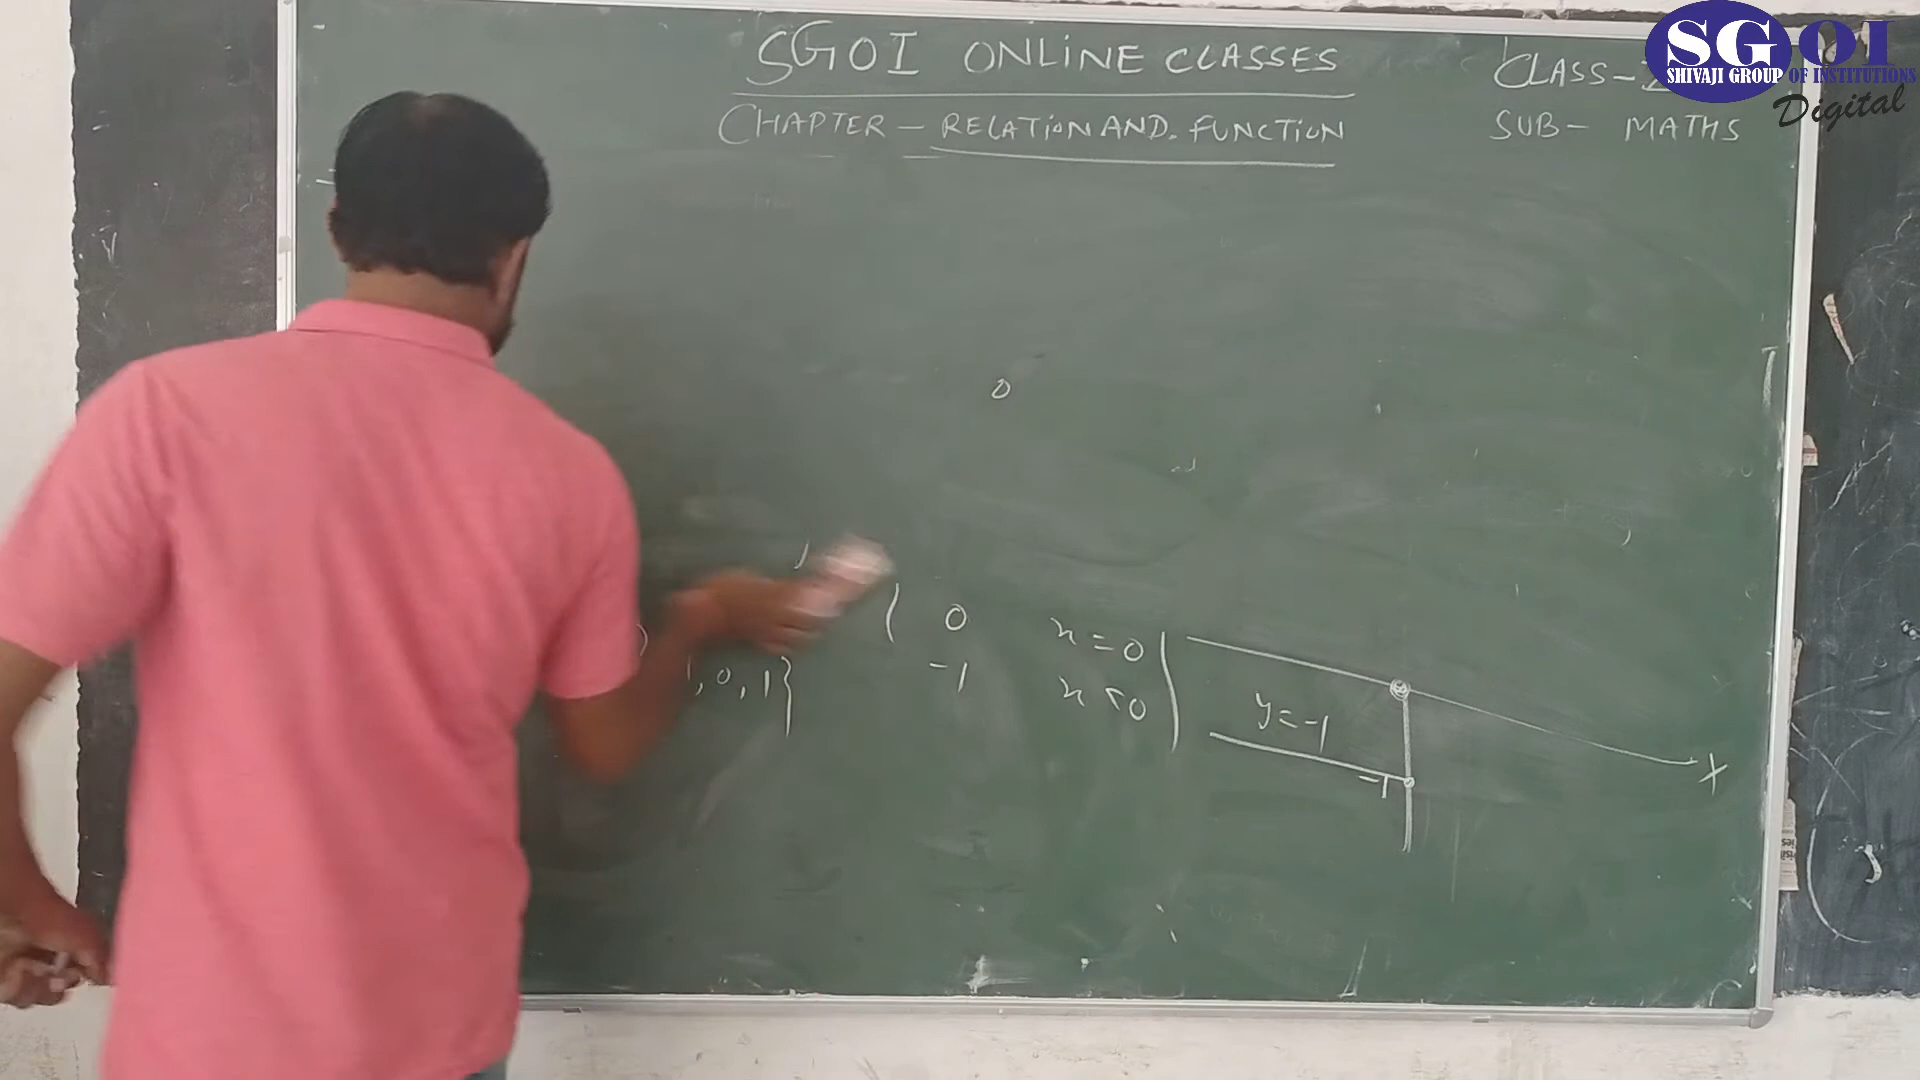 SGOI ONLINE CLASSES
CHAPTER - RELATION AND. FUNCTION
CLASS -
SUB - MATHS
SGOI
SHIVAJI GROUP OF INSTITUTIONS
Digital
0
0 x = 0
1, 0, 1} -1 x < 0
y = -1
-1
X